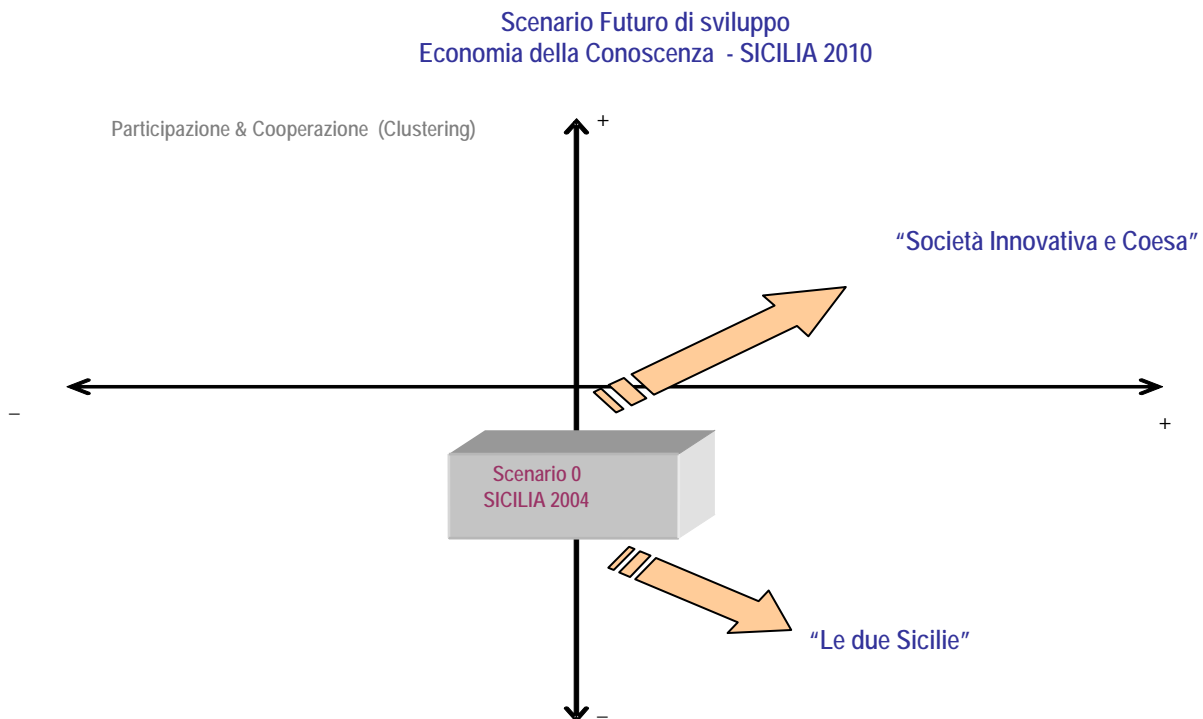 Scenario Futuro di sviluppo
Economia della Conoscenza - SICILIA 2010
Participazione & Cooperazione (Clustering)
+
"Società Innovativa e Coesa"
–
+
Scenario 0
SICILIA 2004
"Le due Sicilie"
–